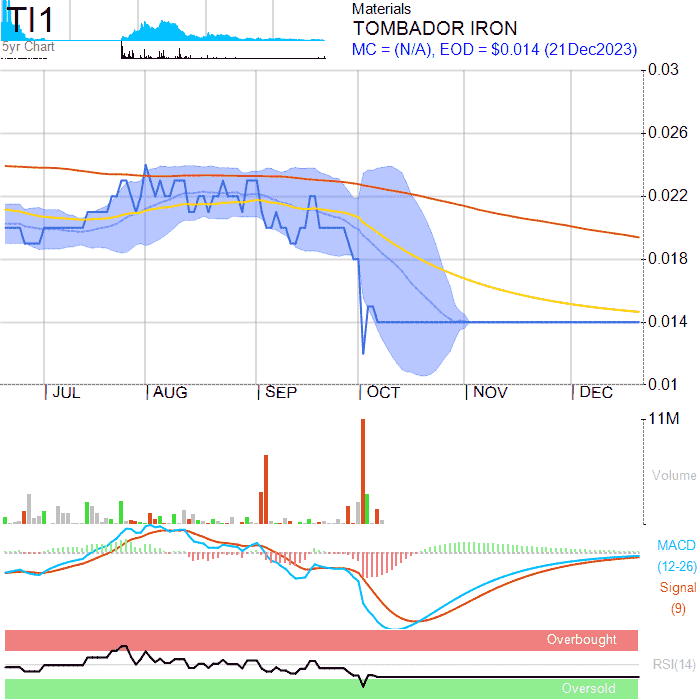 TI1
5yr Chart
Materials
TOMBADOR IRON
MC = (N/A), EOD = $0.014 (21Dec2023)
0.03
0.026
0.022
0.018
0.014
0.01
JUL AUG SEP OCT NOV DEC
11M
Volume
MACD
(12-26)
Signal
(9)
Overbought
RSI(14)
Oversold